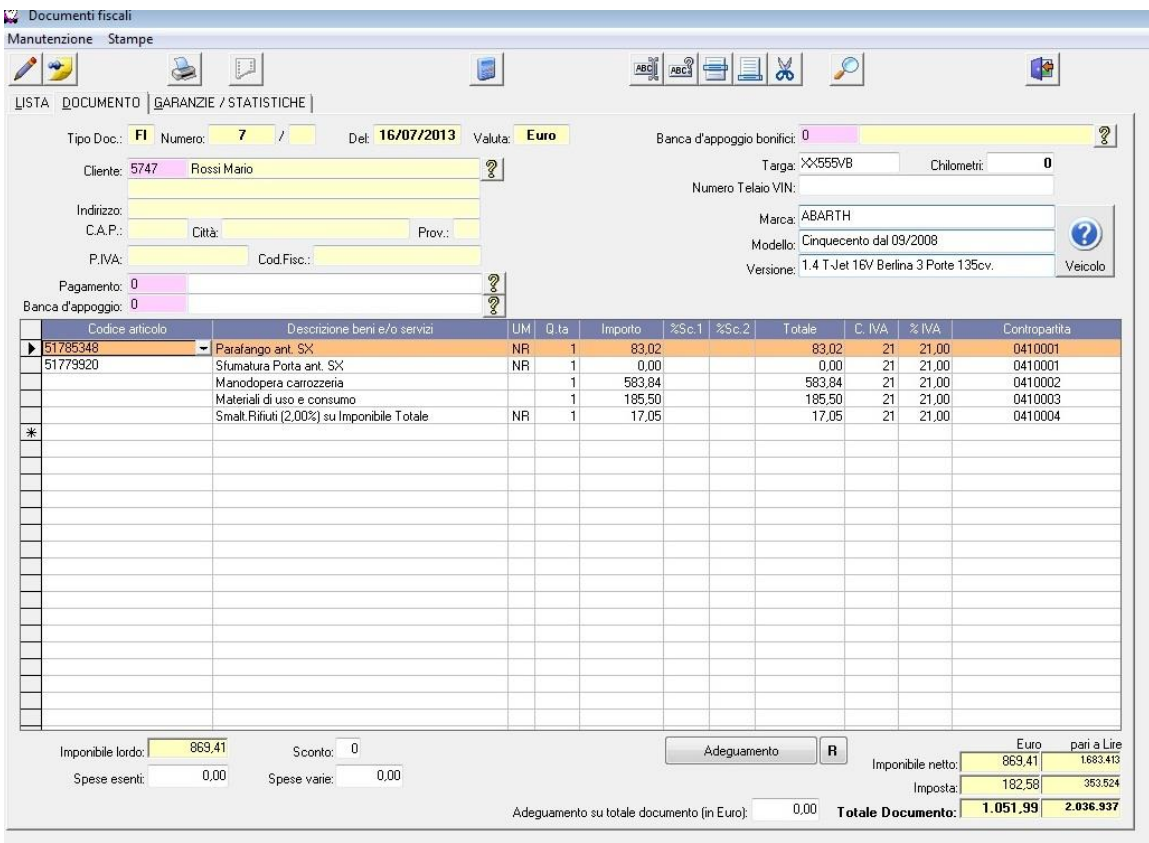 Documenti fiscali
Manutenzione Stampe
ABC ABC?
LISTA DOCUMENTO GARANZIE / STATISTICHE
Tipo Doc.: FI Numero: 7 / Del: 16/07/2013 Valuta: Euro Banca d'appoggio bonifici: 0
Cliente: 5747 Rossi Mario ? Targa: XX555VB Chilometri: 0
Numero Telaio VIN:
Indirizzo: Marca: ABARTH
C.A.P.: Città: Prov.: Modello: Cinquecento dal 09/2008
P.IVA: Cod.Fisc.: Versione: 1.4 T-Jet 16V Berlina 3 Porte 135cv. Veicolo
Pagamento: 0 ?
Banca d'appoggio: 0 ?
Codice articolo Descrizione beni e/o servizi UM Q.ta Importo %Sc.1 %Sc.2 Totale C. IVA % IVA Contropartita
51785348 Parafango ant. SX NR 1 83,02 83,02 21 21,00 0410001
51779920 Sfumatura Porta ant. SX NR 1 0,00 0,00 21 21,00 0410001
Manodopera carrozzeria 1 583,84 583,84 21 21,00 0410002
Materiali di uso e consumo 1 185,50 185,50 21 21,00 0410003
Smalt.Rifiuti (2,00%) su Imponibile Totale NR 1 17,05 17,05 21 21,00 0410004
Imponibile lordo: 869,41 Sconto: 0 Adeguamento R Euro pari a Lire
Imponibile netto: 869,41 1.683.413
Spese esenti: 0,00 Spese varie: 0,00 Imposta: 182,58 353.524
Adeguamento su totale documento (in Euro): 0,00 Totale Documento: 1.051,99 2.036.937